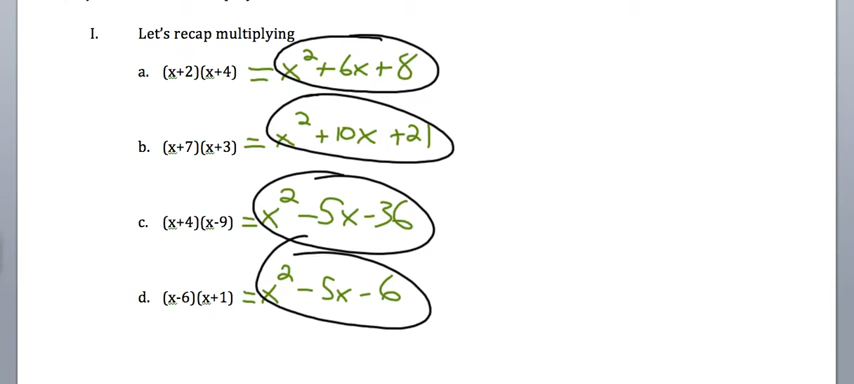 I. Let's recap multiplying
a. (x+2)(x+4) = x² + 6x + 8
b. (x+7)(x+3) = x² + 10x + 21
c. (x+4)(x-9) = x² - 5x - 36
d. (x-6)(x+1) = x² - 5x - 6